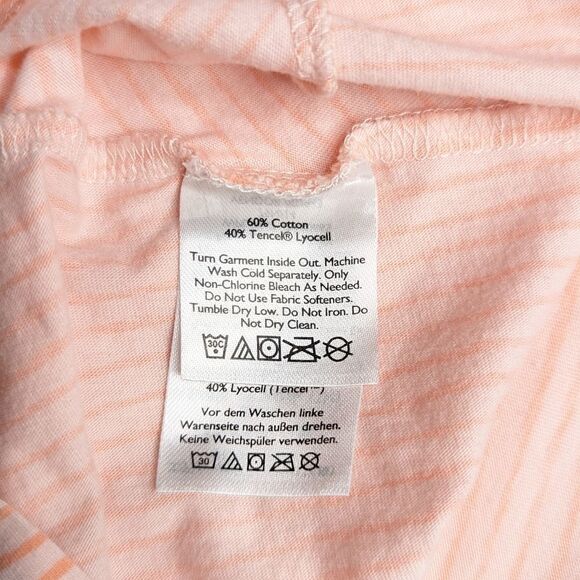 60% Cotton
40% Tencel® Lyocell
Turn Garment Inside Out. Machine
Wash Cold Separately. Only
Non-Chlorine Bleach As Needed.
Do Not Use Fabric Softeners.
Tumble Dry Low. Do Not Iron. Do
Not Dry Clean.
30C
40% Lyocell (Tencel™)
Vor dem Waschen linke
Warenseite nach außen drehen.
Keine Weichspüler verwenden.
30